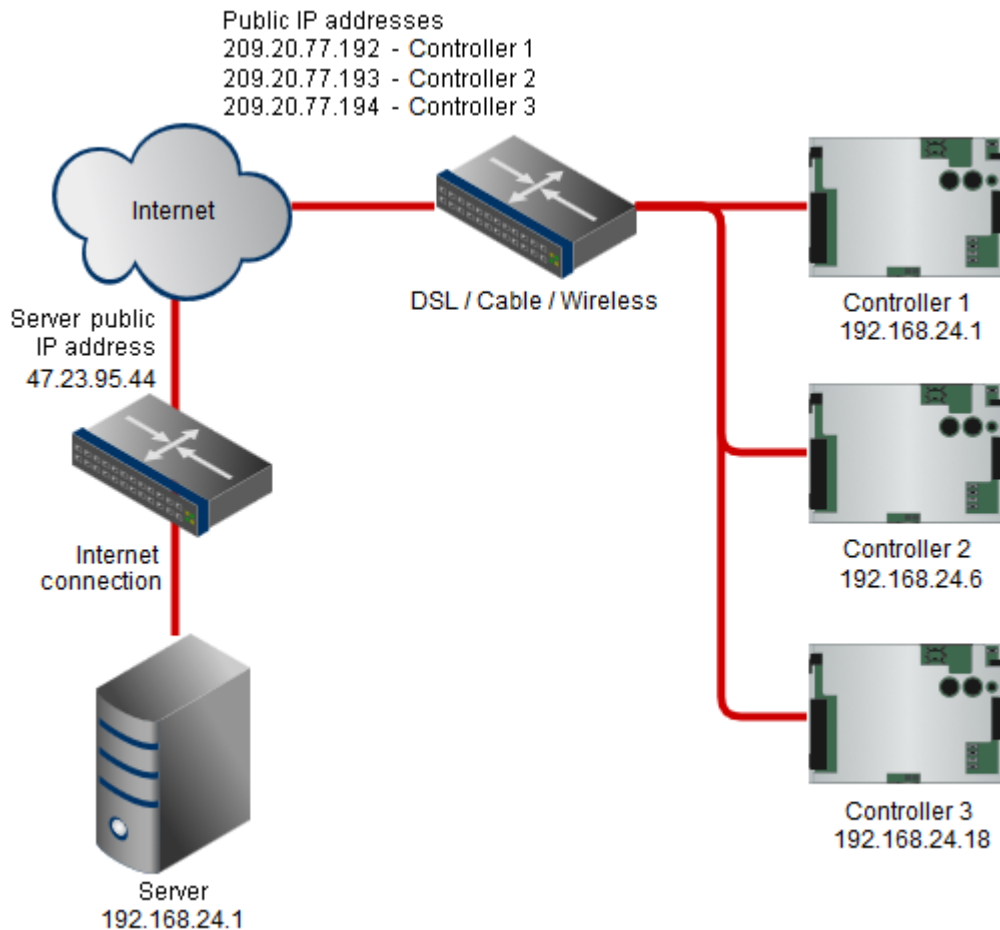 Public IP addresses
209.20.77.192 - Controller 1
209.20.77.193 - Controller 2
209.20.77.194 - Controller 3
Internet
DSL / Cable / Wireless
Controller 1
192.168.24.1
Server public
IP address
47.23.95.44
Controller 2
192.168.24.6
Internet
connection
Controller 3
192.168.24.18
Server
192.168.24.1